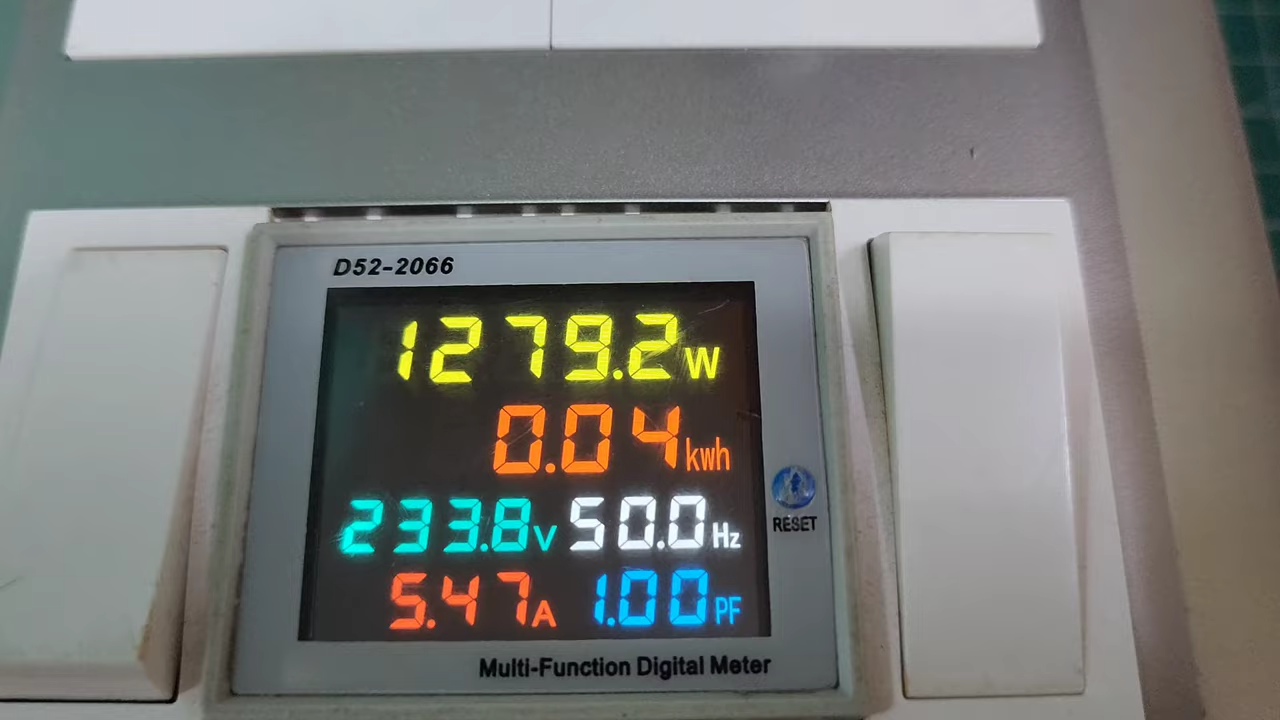 D52-2066
1279.2W
0.04kwh
233.8V 50.0Hz
RESET
5.47A 1.00PF
Multi-Function Digital Meter